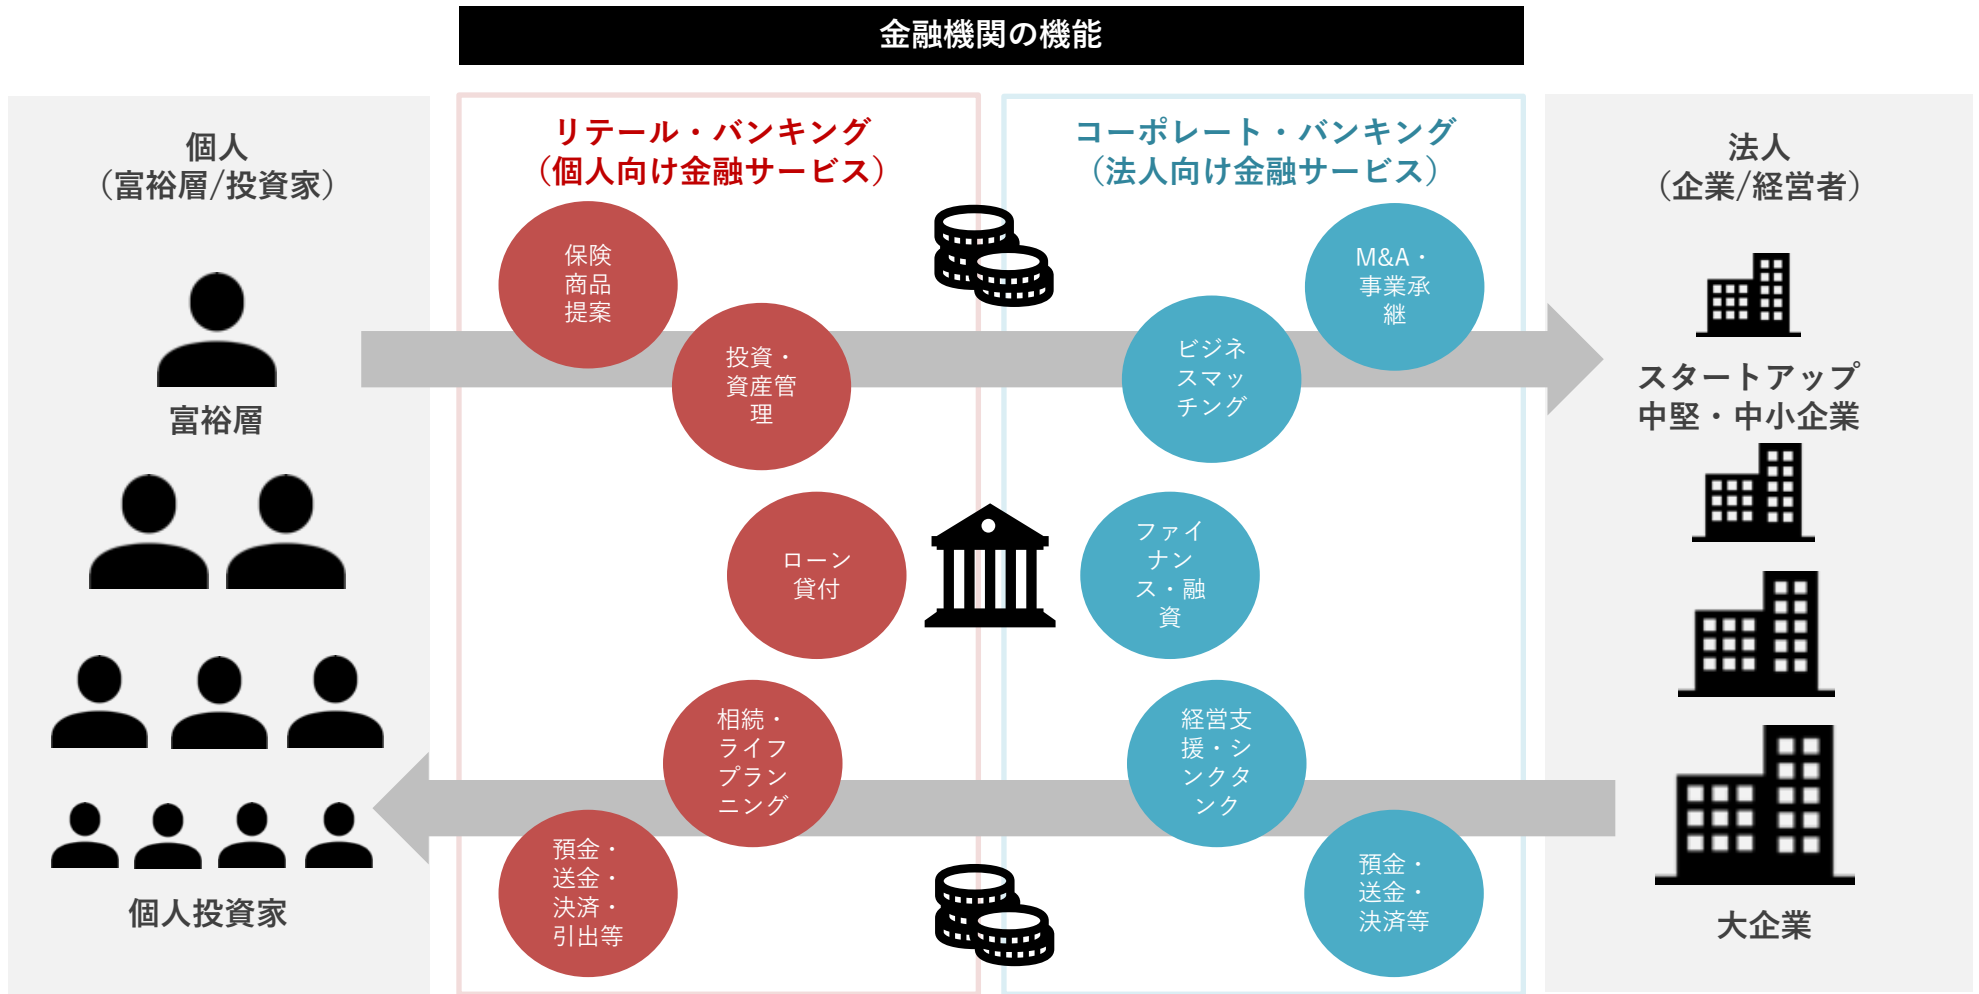 金融機関の機能
個人
（富裕層/投資家）
富裕層
個人投資家
リテール・バンキング
（個人向け金融サービス）
保険
商品
提案
投資・
資産管
理
ローン
貸付
相続・
ライフ
プラン
ニング
預金・
送金・
決済・
引出等
コーポレート・バンキング
（法人向け金融サービス）
M&A・
事業承
継
ビジネ
スマッ
チング
ファイ
ナン
ス・融
資
経営支
援・シ
ンクタ
ンク
預金・
送金・
決済等
法人
（企業/経営者）
スタートアップ
中堅・中小企業
大企業